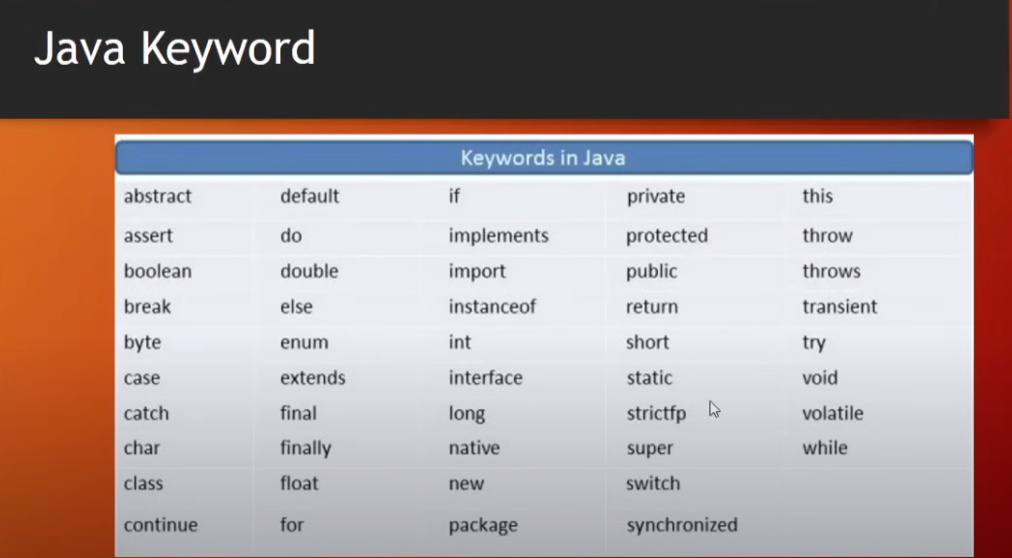 Java Keyword
Keywords in Java
abstract default if private this
assert do implements protected throw
boolean double import public throws
break else instanceof return transient
byte enum int short try
case extends interface static void
catch final long strictfp volatile
char finally native super while
class float new switch
continue for package synchronized